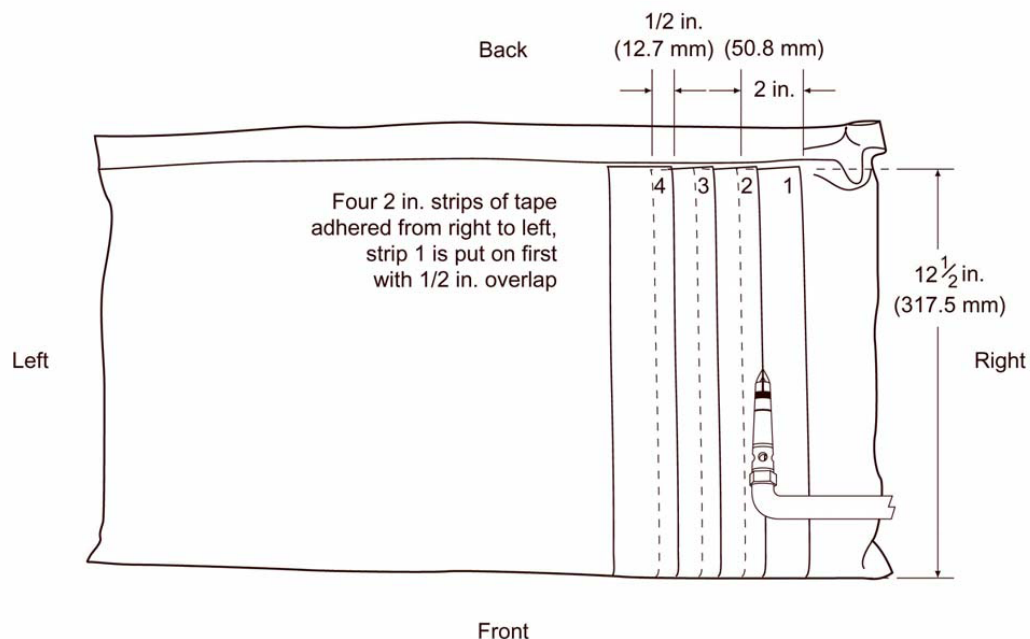 1/2 in.
(12.7 mm) (50.8 mm)
Back
2 in.
4 3 2 1
Four 2 in. strips of tape
adhered from right to left,
strip 1 is put on first
with 1/2 in. overlap
12 1/2 in.
(317.5 mm)
Left
Right
Front